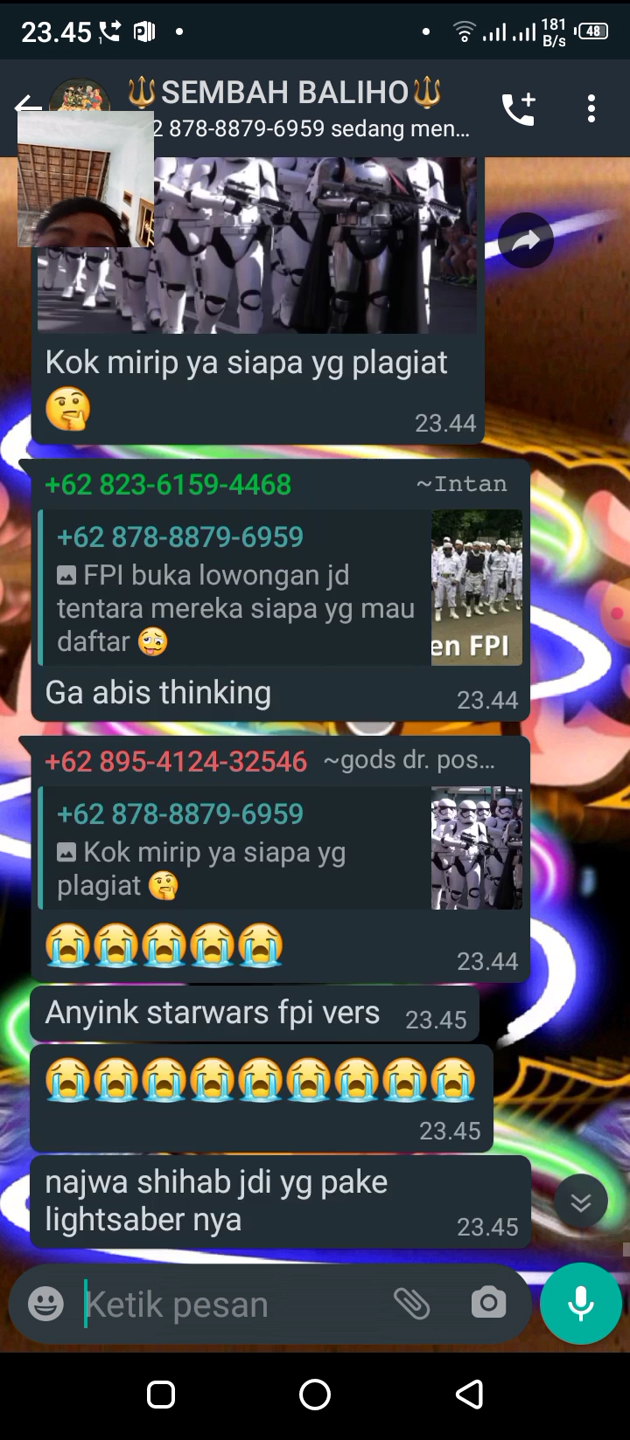 23.45
181
B/s
48
🔱SEMBAH BALIHO🔱
2 878-8879-6959 sedang men...
Kok mirip ya siapa yg plagiat
🤔
23.44
+62 823-6159-4468
~Intan
+62 878-8879-6959
FPI buka lowongan jd
tentara mereka siapa yg mau
daftar 🥴
en FPI
Ga abis thinking
23.44
+62 895-4124-32546
~gods dr. pos...
+62 878-8879-6959
Kok mirip ya siapa yg
plagiat 🤔
😭😭😭😭😭
23.44
Anyink starwars fpi vers
23.45
😭😭😭😭😭😭😭😭😭
23.45
najwa shihab jdi yg pake
lightsaber nya
23.45
Ketik pesan